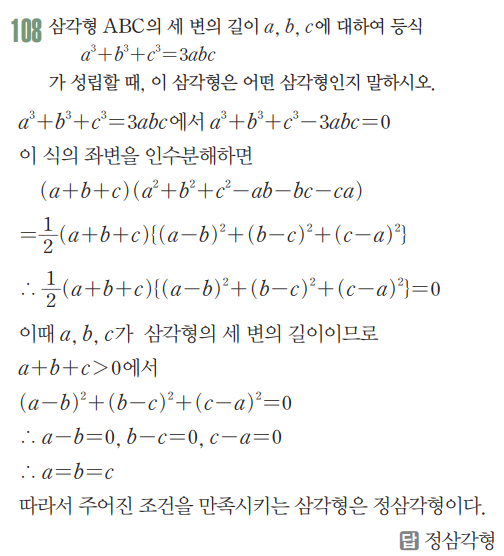 108 삼각형 ABC의 세 변의 길이 a, b, c에 대하여 등식
a³+b³+c³=3abc
가 성립할 때, 이 삼각형은 어떤 삼각형인지 말하시오.
a³+b³+c³=3abc에서 a³+b³+c³-3abc=0
이 식의 좌변을 인수분해하면
(a+b+c)(a²+b²+c²-ab-bc-ca)
=1/2(a+b+c){(a-b)²+(b-c)²+(c-a)²}
∴ 1/2(a+b+c){(a-b)²+(b-c)²+(c-a)²}=0
이때 a, b, c가 삼각형의 세 변의 길이이므로
a+b+c>0에서
(a-b)²+(b-c)²+(c-a)²=0
∴ a-b=0, b-c=0, c-a=0
∴ a=b=c
따라서 주어진 조건을 만족시키는 삼각형은 정삼각형이다.
답 정삼각형